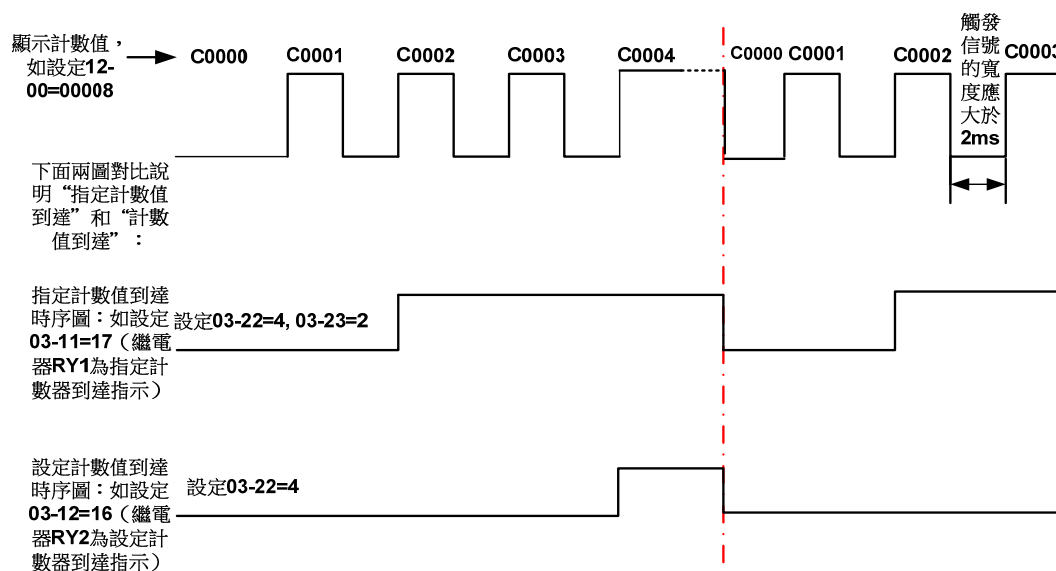 顯示計數值，
如設定12-
00=00008
C0000
C0001
C0002
C0003
C0004
C0000
C0001
C0002
C0003
觸發
信號
的寬
度應
大於
2ms
下面兩圖對比說
明“指定計數值
到達”和“計數
值到達”：
指定計數值到達
時序圖：如設定
03-11=17（繼電
器RY1為指定計
數器到達指示）
設定03-22=4, 03-23=2
設定計數值到達
時序圖：如設定
03-12=16（繼電
器RY2為設定計
數器到達指示）
設定03-22=4